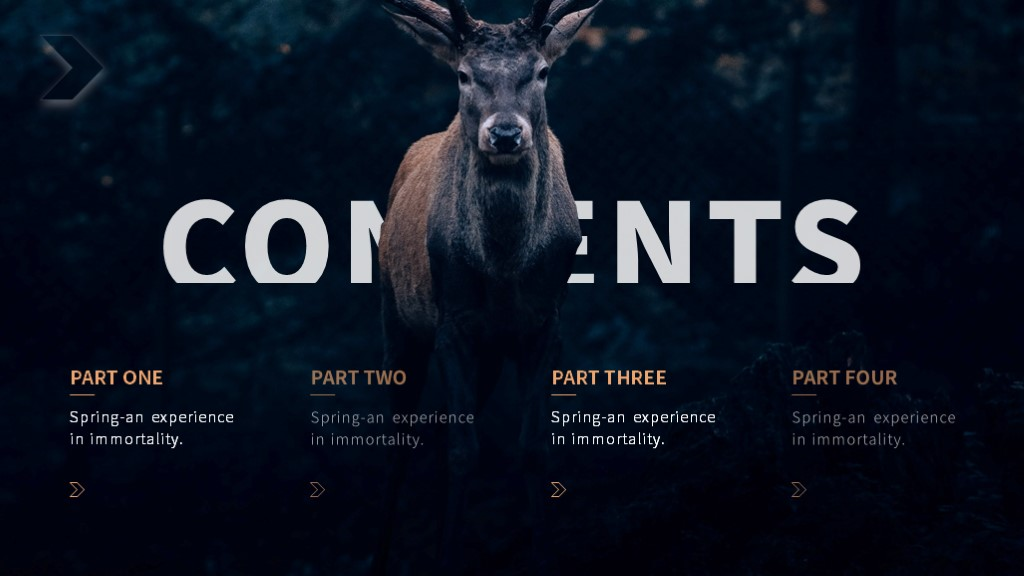 CONTENTS
PART ONE
Spring-an experience
in immortality.
PART TWO
Spring-an experience
in immortality.
PART THREE
Spring-an experience
in immortality.
PART FOUR
Spring-an experience
in immortality.